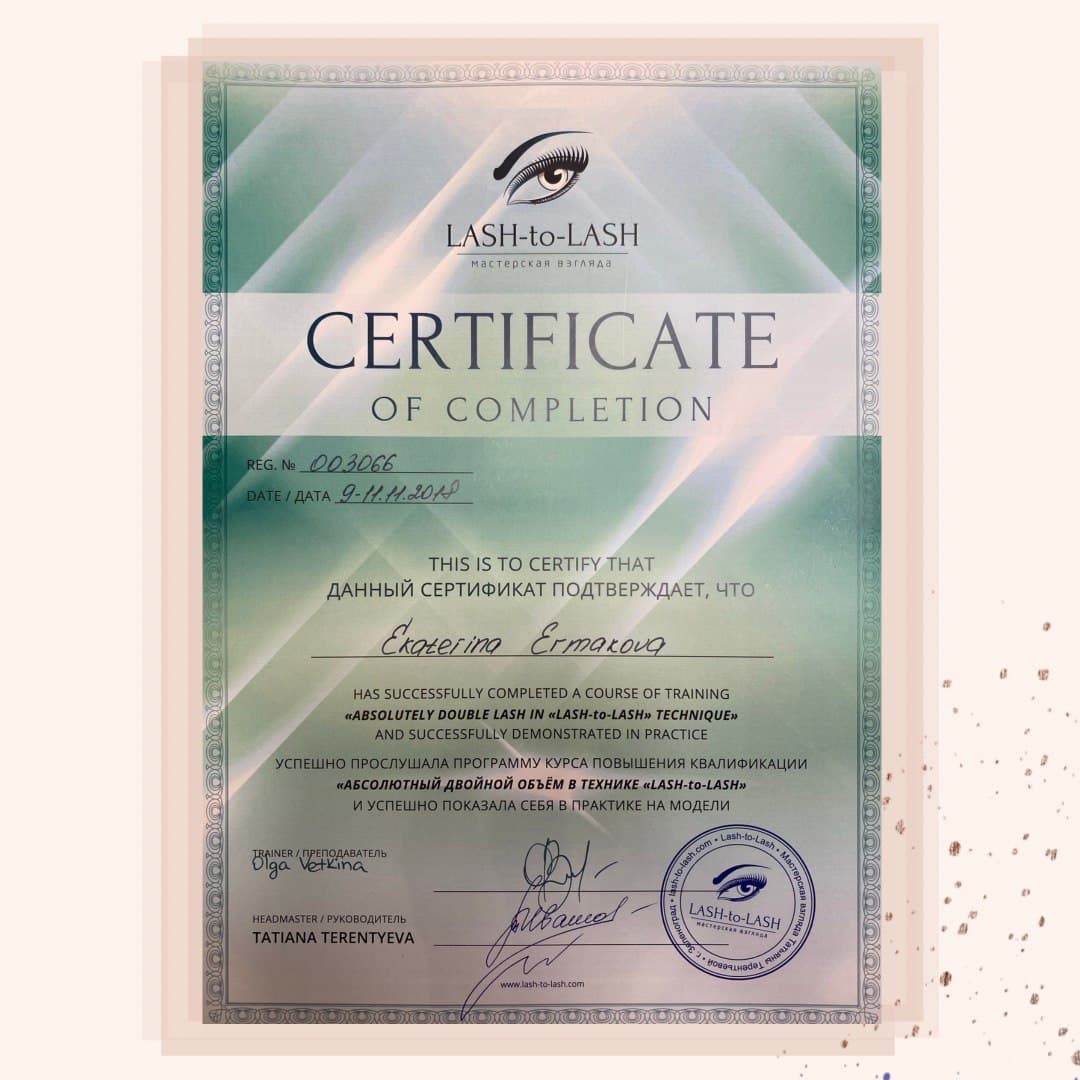 LASH-to-LASH
мастерская взгляда
CERTIFICATE
OF COMPLETION
REG. № 003066
DATE / ДАТА 9-11.11.2018
THIS IS TO CERTIFY THAT
ДАННЫЙ СЕРТИФИКАТ ПОДТВЕРЖДАЕТ, ЧТО
Ekaterina Ermakova
HAS SUCCESSFULLY COMPLETED A COURSE OF TRAINING
«ABSOLUTELY DOUBLE LASH IN «LASH-to-LASH» TECHNIQUE»
AND SUCCESSFULLY DEMONSTRATED IN PRACTICE
УСПЕШНО ПРОСЛУШАЛА ПРОГРАММУ КУРСА ПОВЫШЕНИЯ КВАЛИФИКАЦИИ
«АБСОЛЮТНЫЙ ДВОЙНОЙ ОБЪЁМ В ТЕХНИКЕ «LASH-to-LASH»
И УСПЕШНО ПОКАЗАЛА СЕБЯ В ПРАКТИКЕ НА МОДЕЛИ
TRAINER / ПРЕПОДАВАТЕЛЬ
Olga Vetkina
HEADMASTER / РУКОВОДИТЕЛЬ
TATIANA TERENTYEVA
www.lash-to-lash.com
lash-to-lash.com • Lash-to-Lash • Мастерская взгляда Татьяны Терентьевой • г. Зеленоград •
LASH-to-LASH
мастерская взгляда